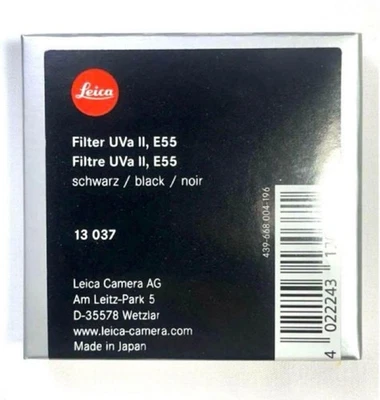 Leica
Filter UVa II, E55
Filtre UVa II, E55
schwarz / black / noir
13 037
439-668.004-196
Leica Camera AG
Am Leitz-Park 5
D-35578 Wetzlar
www.leica-camera.com
Made in Japan
4 022243